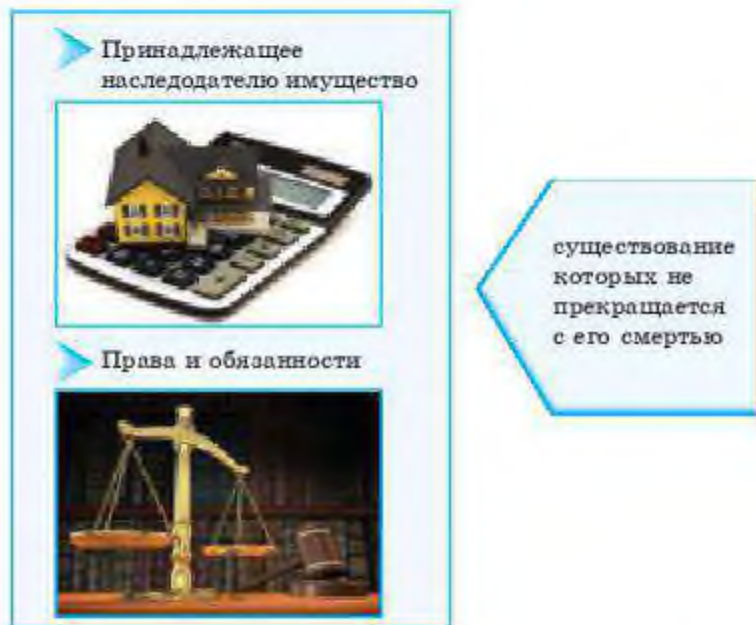 Принадлежащее
наследодателю имущество
Права и обязанности
существование
которых не
прекращается
с его смертью